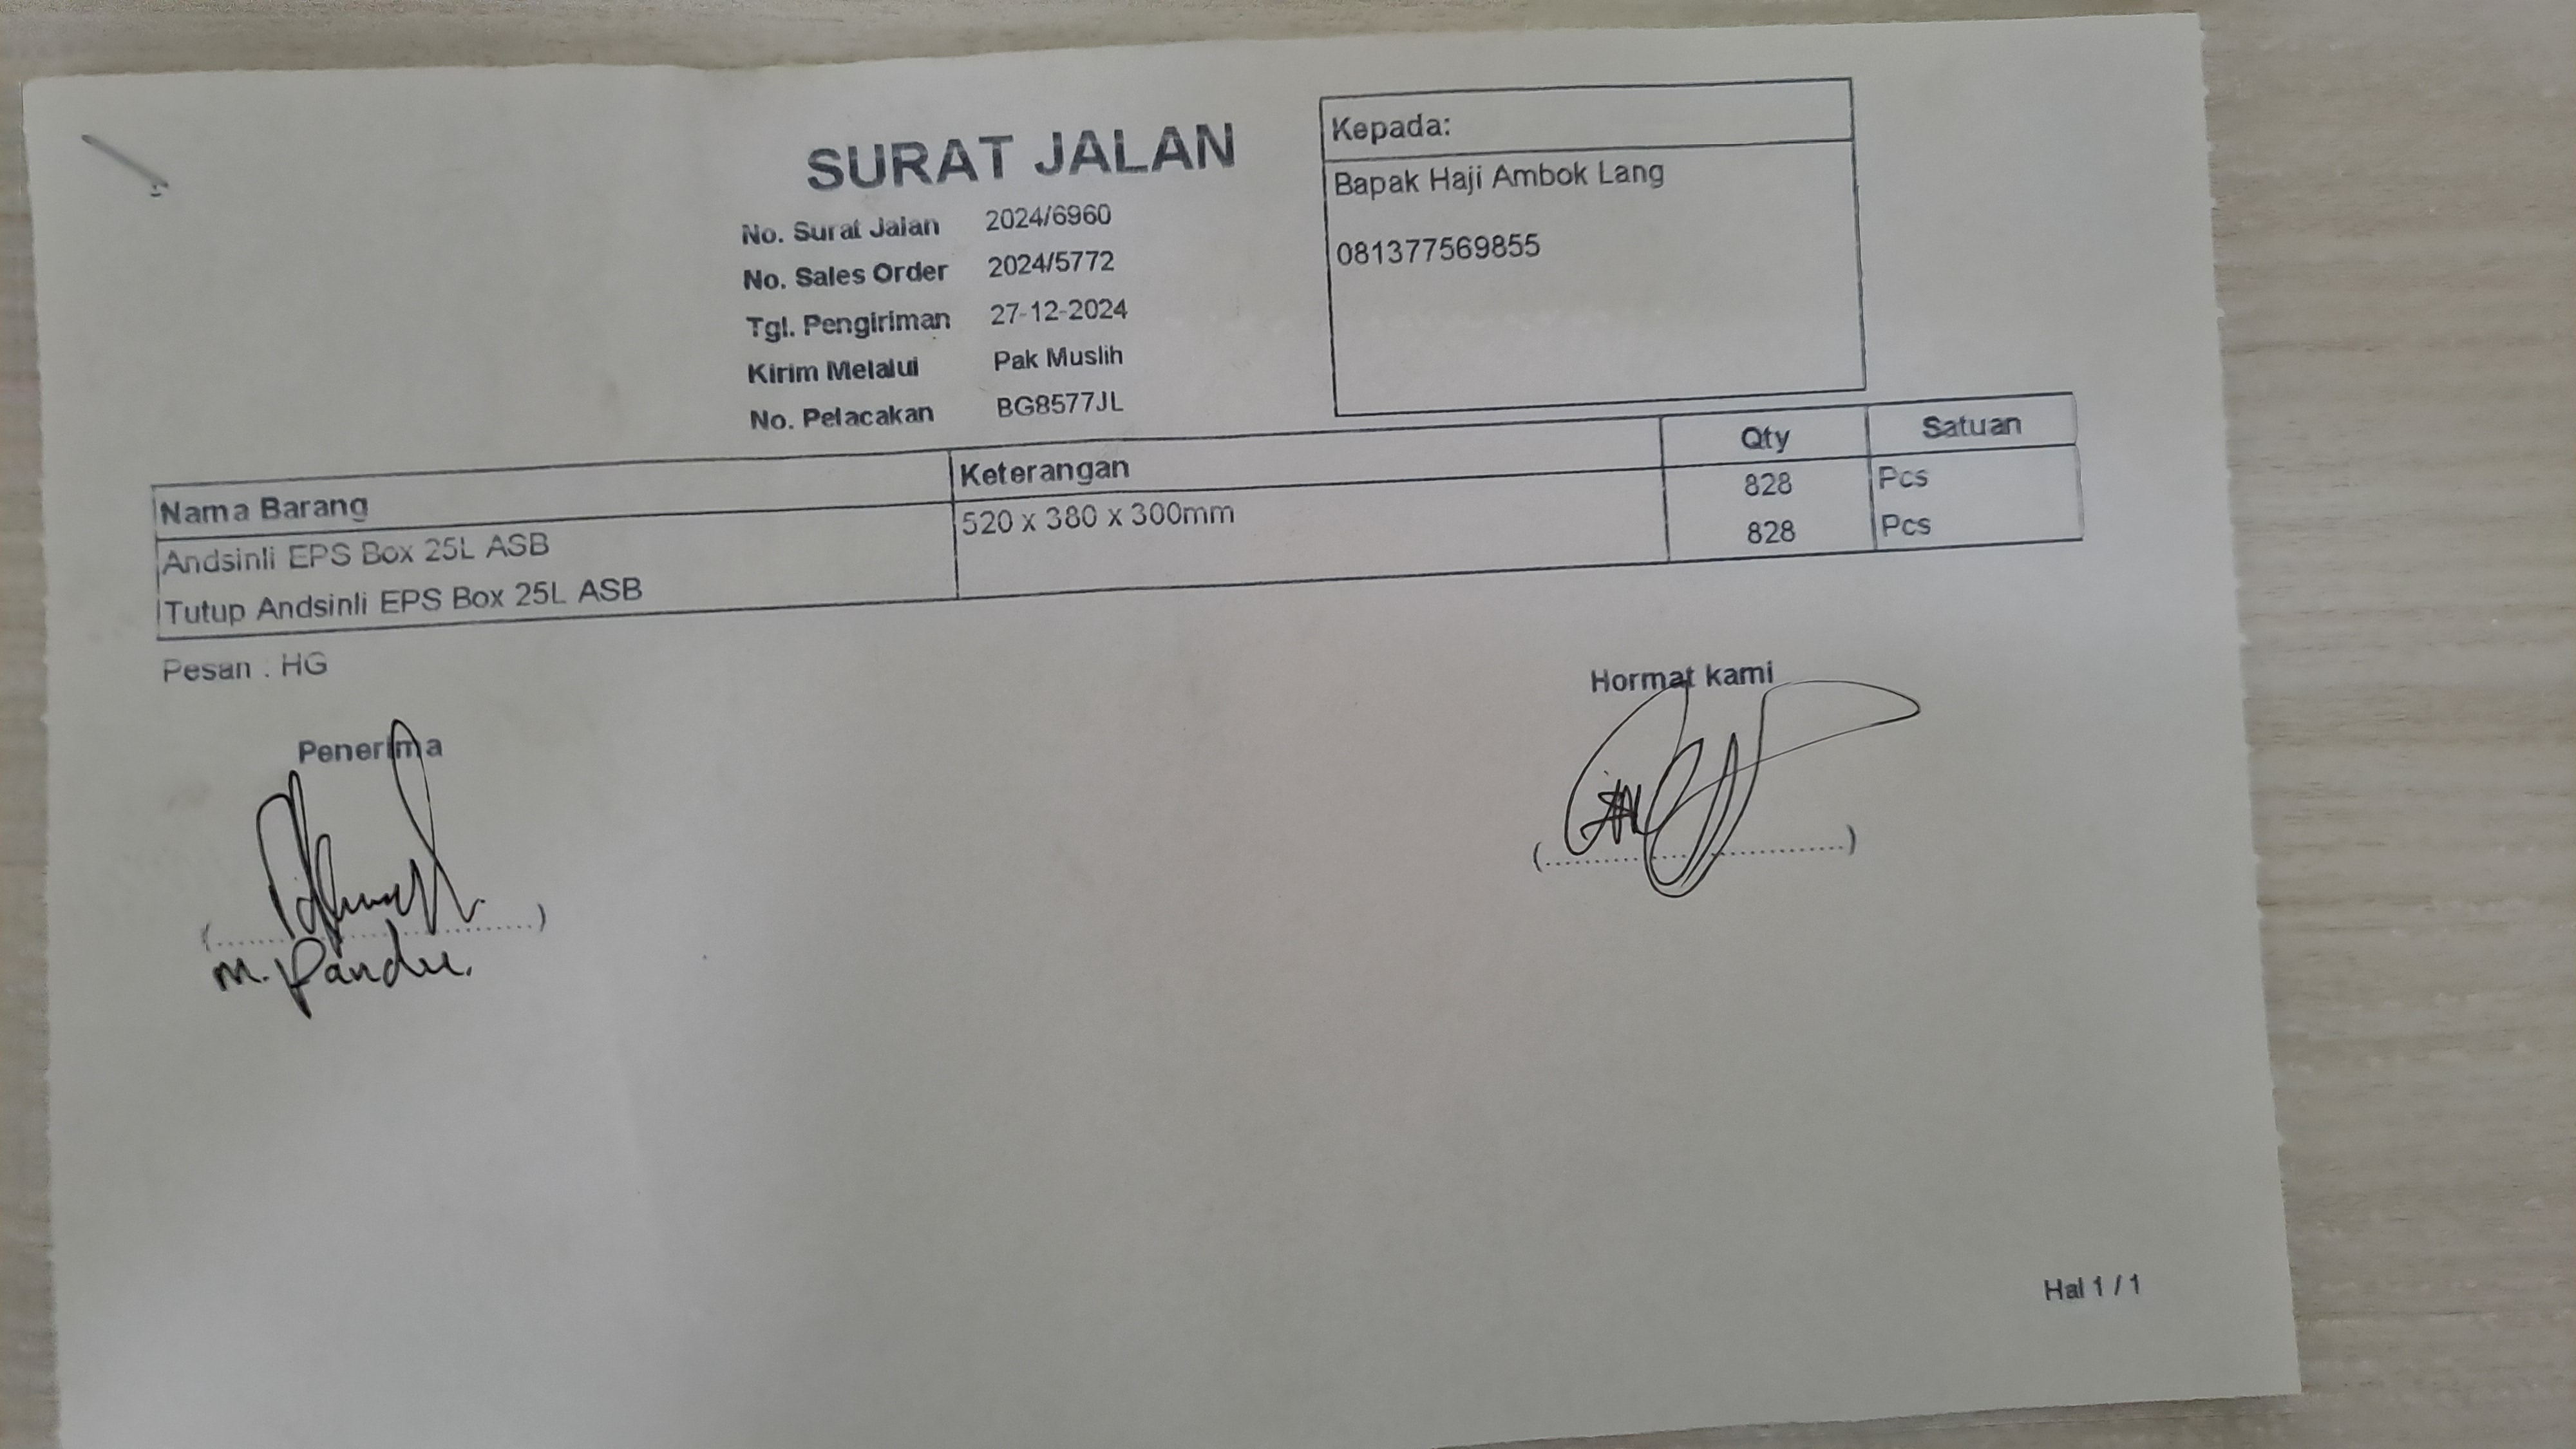 SURAT JALAN
No. Surat Jalan 2024/6960
No. Sales Order 2024/5772
Tgl. Pengiriman 27-12-2024
Kirim Melalui Pak Muslih
No. Pelacakan BG8577JL
Kepada:
Bapak Haji Ambok Lang
081377569855
Nama Barang Keterangan Qty Satuan
Andsinli EPS Box 25L ASB 520 x 380 x 300mm 828 Pcs
Tutup Andsinli EPS Box 25L ASB 828 Pcs
Pesan : HG
Penerima
(....................)
M. Pandu.
Hormat kami
(....................)
Hal 1 / 1